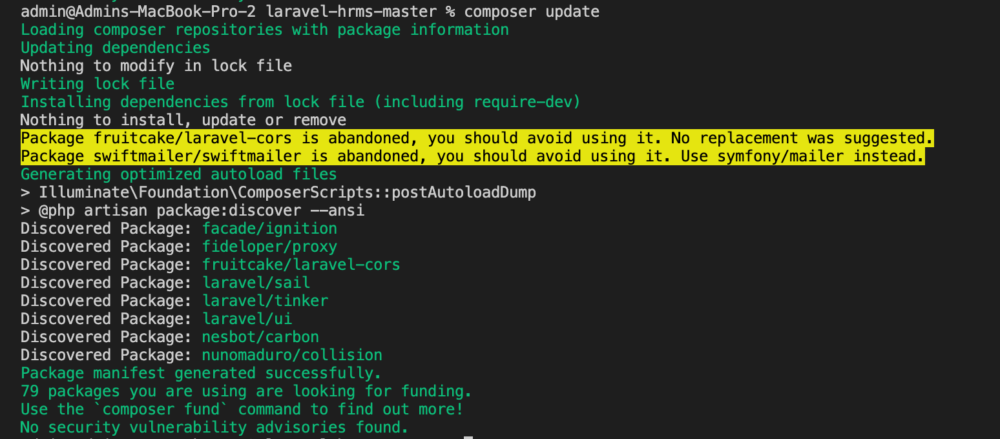 admin@Admins-MacBook-Pro-2 laravel-hrms-master % composer update
Loading composer repositories with package information
Updating dependencies
Nothing to modify in lock file
Writing lock file
Installing dependencies from lock file (including require-dev)
Nothing to install, update or remove
Package fruitcake/laravel-cors is abandoned, you should avoid using it. No replacement was suggested.
Package swiftmailer/swiftmailer is abandoned, you should avoid using it. Use symfony/mailer instead.
Generating optimized autoload files
> Illuminate\Foundation\ComposerScripts::postAutoloadDump
> @php artisan package:discover --ansi
Discovered Package: facade/ignition
Discovered Package: fideloper/proxy
Discovered Package: fruitcake/laravel-cors
Discovered Package: laravel/sail
Discovered Package: laravel/tinker
Discovered Package: laravel/ui
Discovered Package: nesbot/carbon
Discovered Package: nunomaduro/collision
Package manifest generated successfully.
79 packages you are using are looking for funding.
Use the `composer fund` command to find out more!
No security vulnerability advisories found.